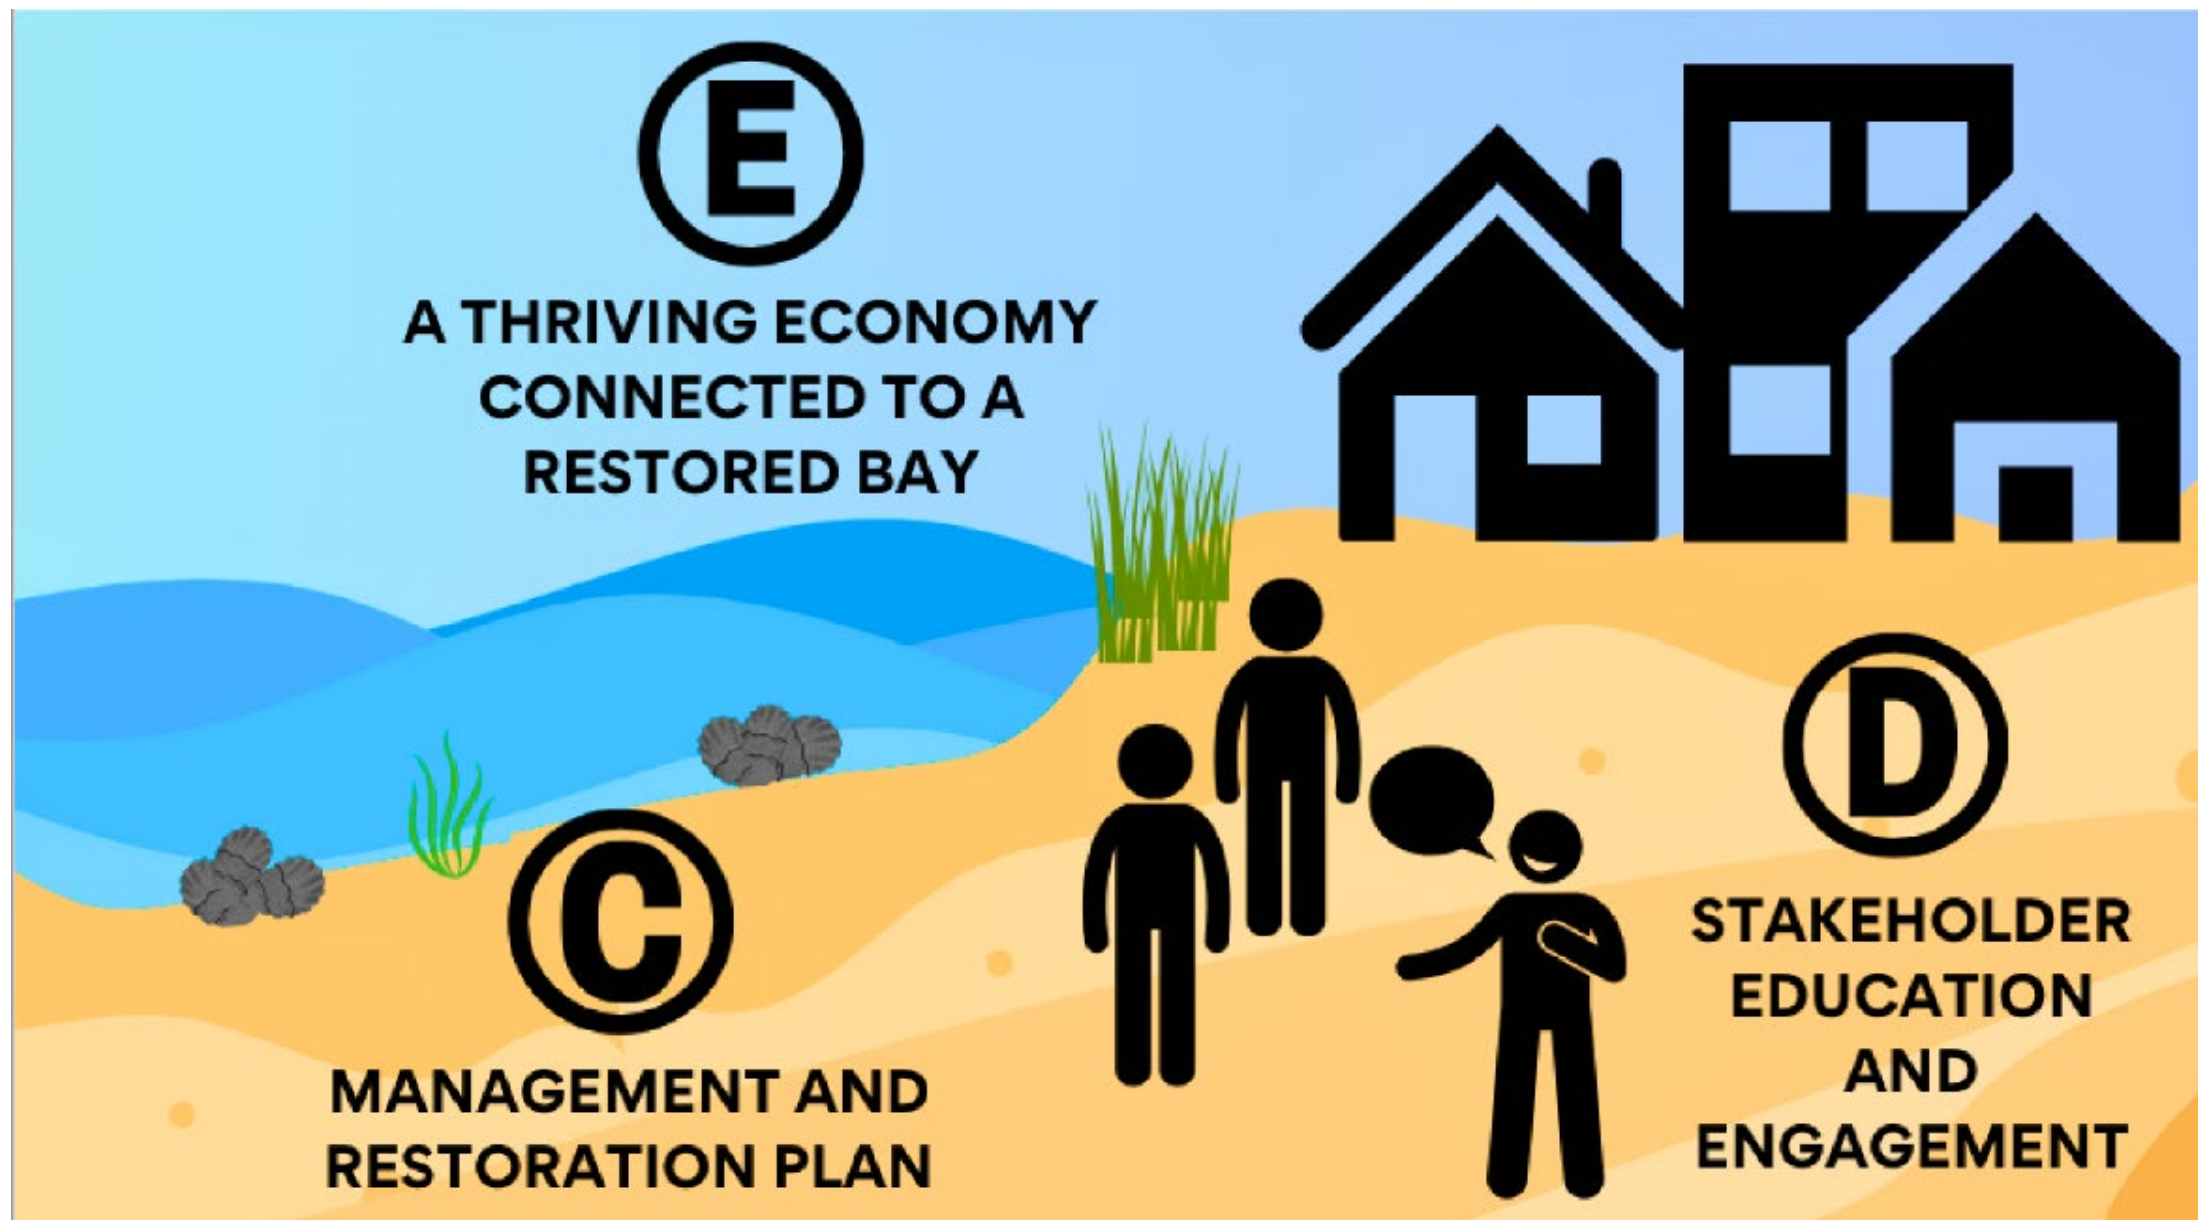 E
A THRIVING ECONOMY
CONNECTED TO A
RESTORED BAY
C
MANAGEMENT AND
RESTORATION PLAN
D
STAKEHOLDER
EDUCATION
AND
ENGAGEMENT